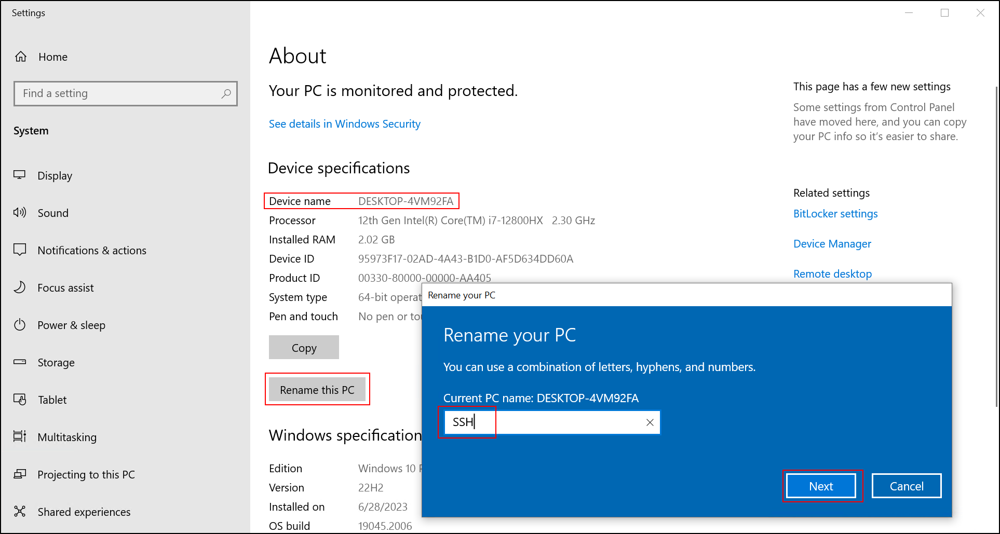 Settings
Home
Find a setting
System
Display
Sound
Notifications & actions
Focus assist
Power & sleep
Storage
Tablet
Multitasking
Projecting to this PC
Shared experiences
About
Your PC is monitored and protected.
See details in Windows Security
Device specifications
Device name DESKTOP-4VM92FA
Processor 12th Gen Intel(R) Core(TM) i7-12800HX 2.30 GHz
Installed RAM 2.02 GB
Device ID 95973F17-02AD-4A43-B1D0-AF5D634DD60A
Product ID 00330-80000-00000-AA405
System type 64-bit operat
Pen and touch No pen or to
Copy
Rename this PC
Windows specification
Edition Windows 10
Version 22H2
Installed on 6/28/2023
OS build 19045.2006
This page has a few new settings
Some settings from Control Panel
have moved here, and you can copy
your PC info so it's easier to share.
Related settings
BitLocker settings
Device Manager
Remote desktop
Rename your PC
Rename your PC
You can use a combination of letters, hyphens, and numbers.
Current PC name: DESKTOP-4VM92FA
SSH
Next
Cancel